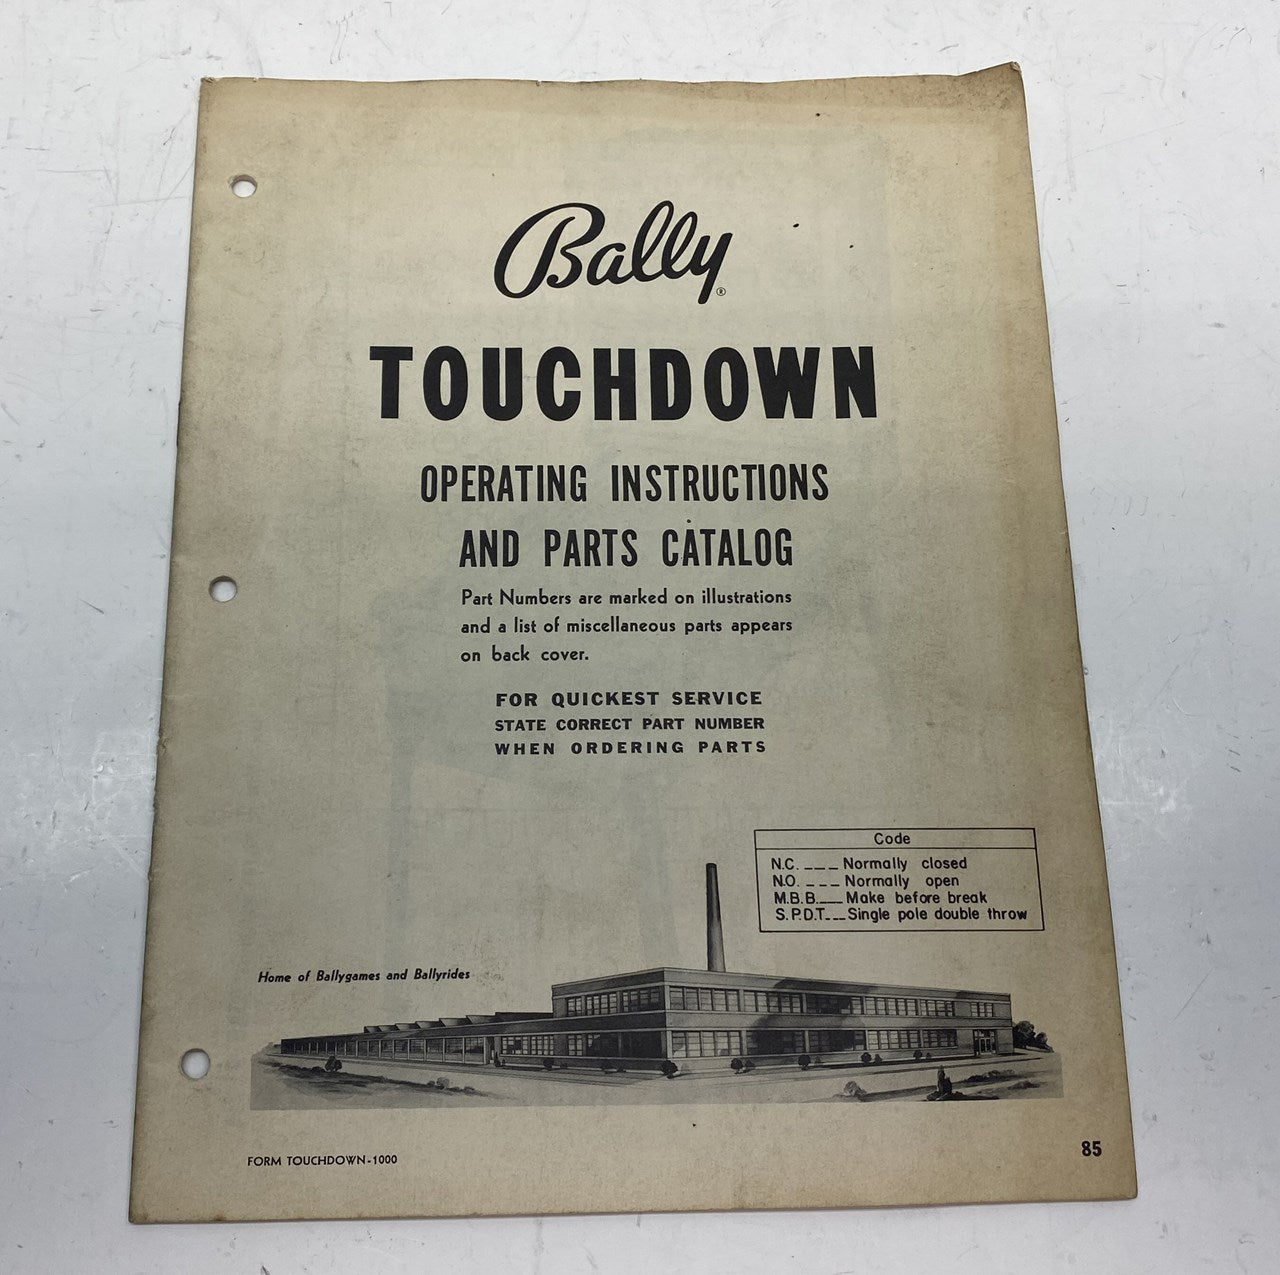 Bally®
TOUCHDOWN
OPERATING INSTRUCTIONS
AND PARTS CATALOG
Part Numbers are marked on illustrations
and a list of miscellaneous parts appears
on back cover.
FOR QUICKEST SERVICE
STATE CORRECT PART NUMBER
WHEN ORDERING PARTS
Code
N.C. ___ Normally closed
N.O. ___ Normally open
M.B.B.___ Make before break
S.P.D.T.___ Single pole double throw
Home of Ballygames and Ballyrides
FORM TOUCHDOWN-1000
85